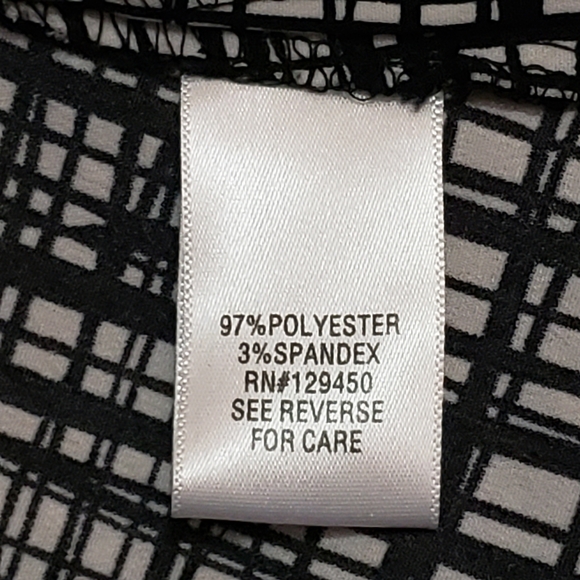 97%POLYESTER
3%SPANDEX
RN#129450
SEE REVERSE
FOR CARE